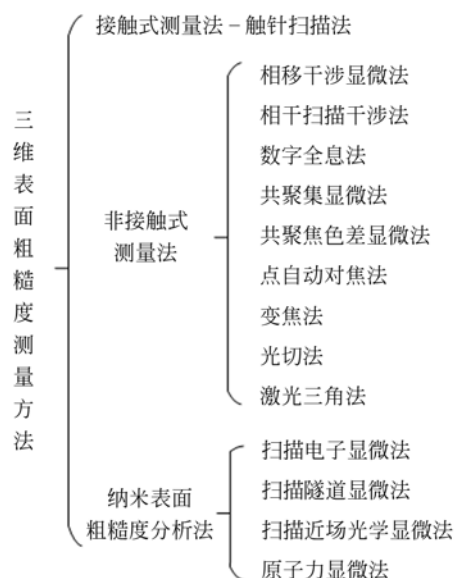 三维表面粗糙度测量方法
接触式测量法-触针扫描法
非接触式
测量法
相移干涉显微法
相干扫描干涉法
数字全息法
共聚集显微法
共聚焦色差显微法
点自动对焦法
变焦法
光切法
激光三角法
纳米表面
粗糙度分析法
扫描电子显微法
扫描隧道显微法
扫描近场光学显微法
原子力显微法